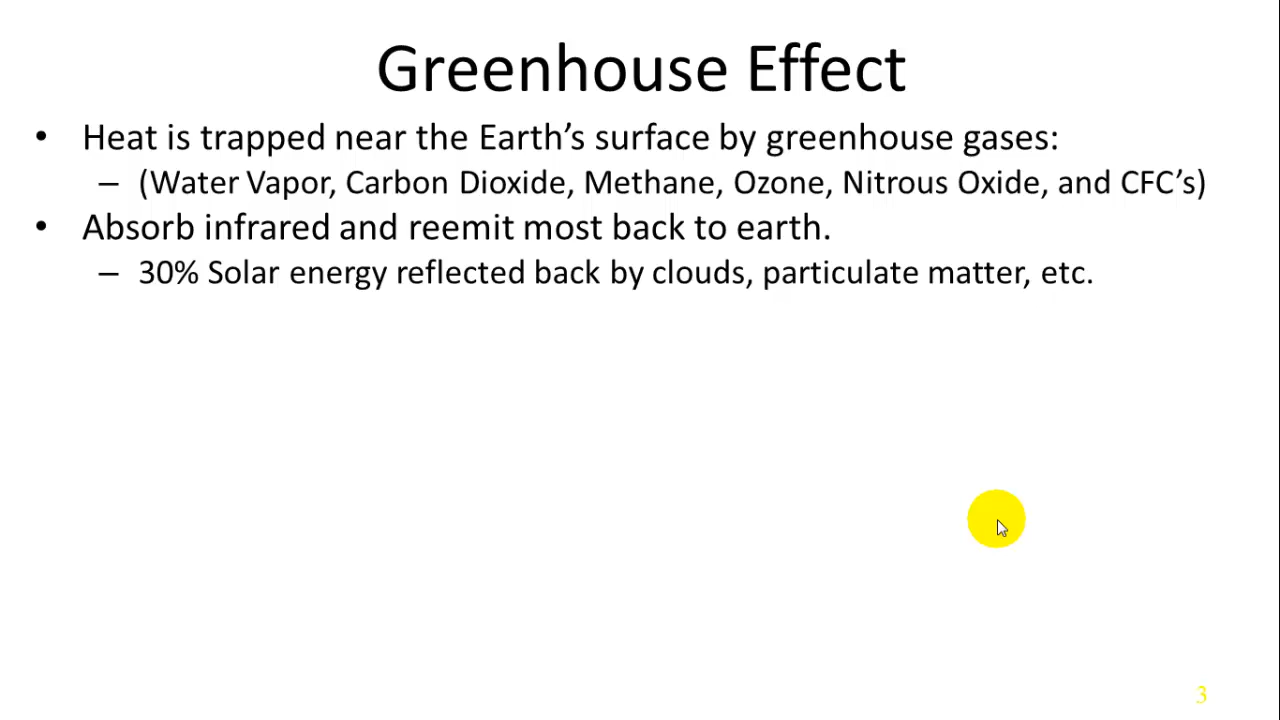 Greenhouse Effect
• Heat is trapped near the Earth’s surface by greenhouse gases:
– (Water Vapor, Carbon Dioxide, Methane, Ozone, Nitrous Oxide, and CFC’s)
• Absorb infrared and reemit most back to earth.
– 30% Solar energy reflected back by clouds, particulate matter, etc.
3